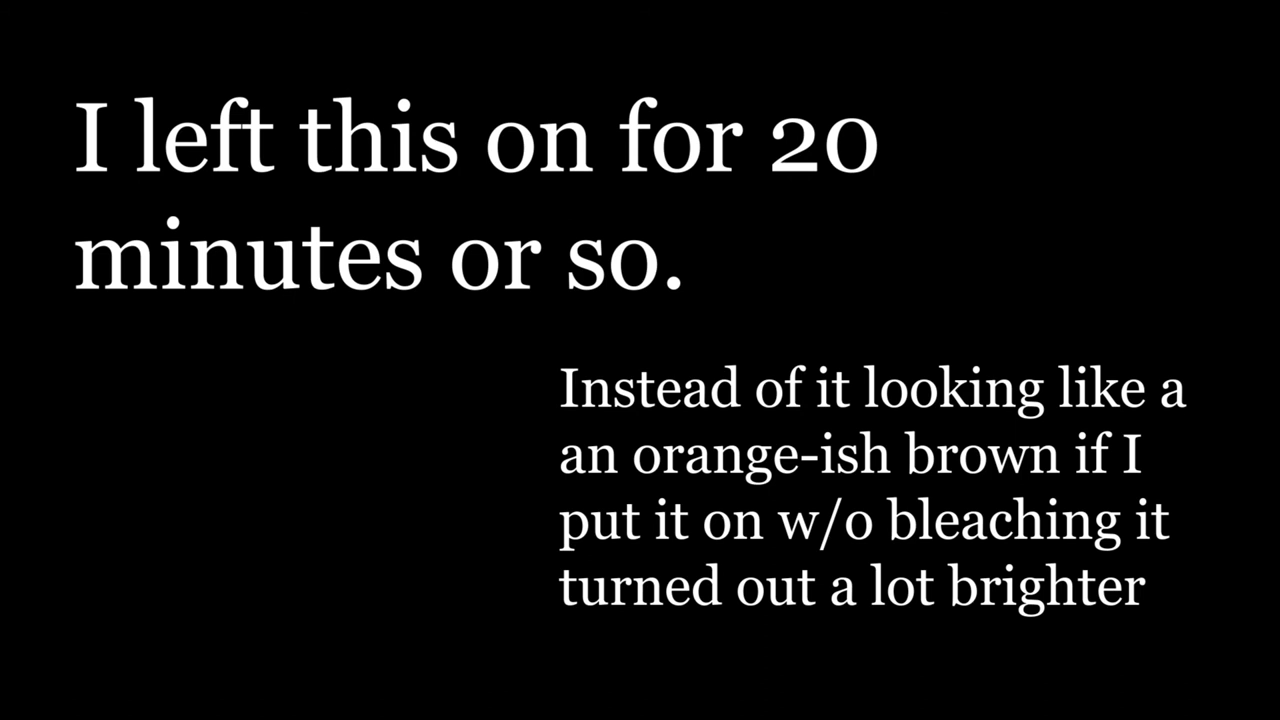 I left this on for 20
minutes or so.
Instead of it looking like a
an orange-ish brown if I
put it on w/o bleaching it
turned out a lot brighter